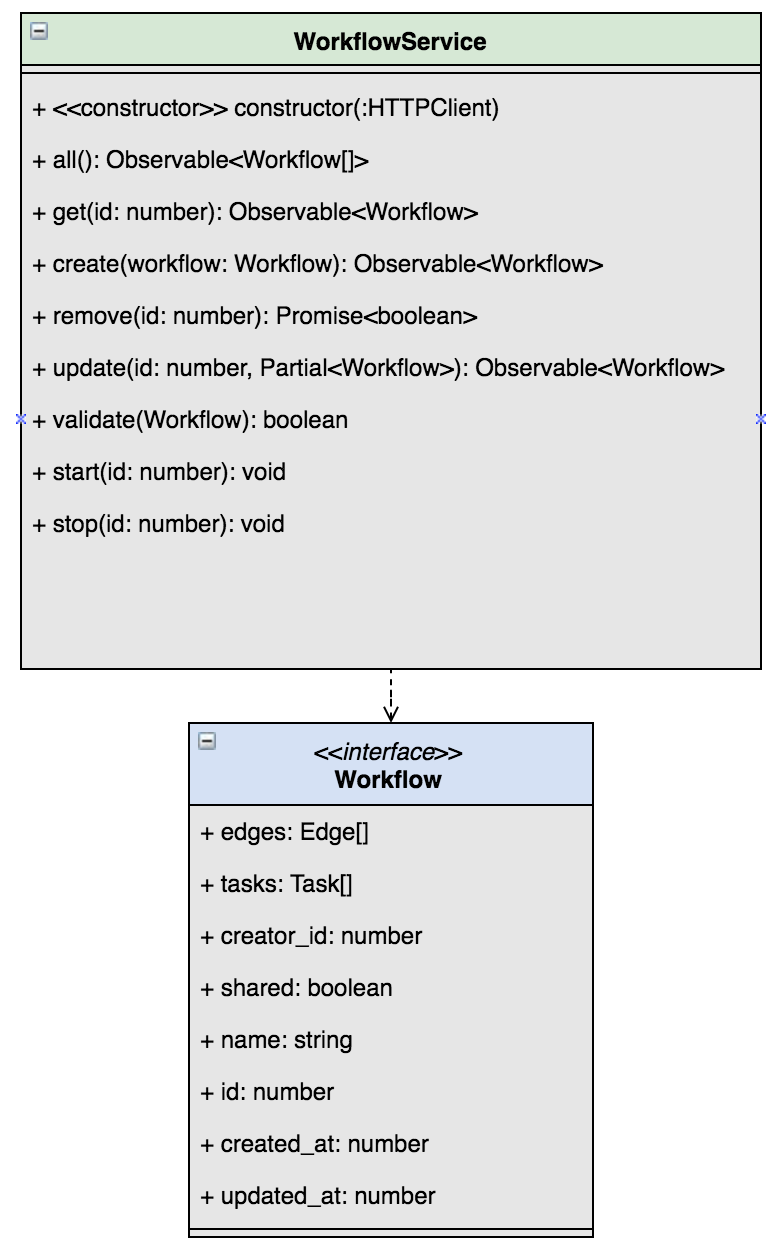 WorkflowService
+ <<constructor>> constructor(:HTTPClient)
+ all(): Observable<Workflow[]>
+ get(id: number): Observable<Workflow>
+ create(workflow: Workflow): Observable<Workflow>
+ remove(id: number): Promise<boolean>
+ update(id: number, Partial<Workflow>): Observable<Workflow>
+ validate(Workflow): boolean
+ start(id: number): void
+ stop(id: number): void
<<interface>>
Workflow
+ edges: Edge[]
+ tasks: Task[]
+ creator_id: number
+ shared: boolean
+ name: string
+ id: number
+ created_at: number
+ updated_at: number